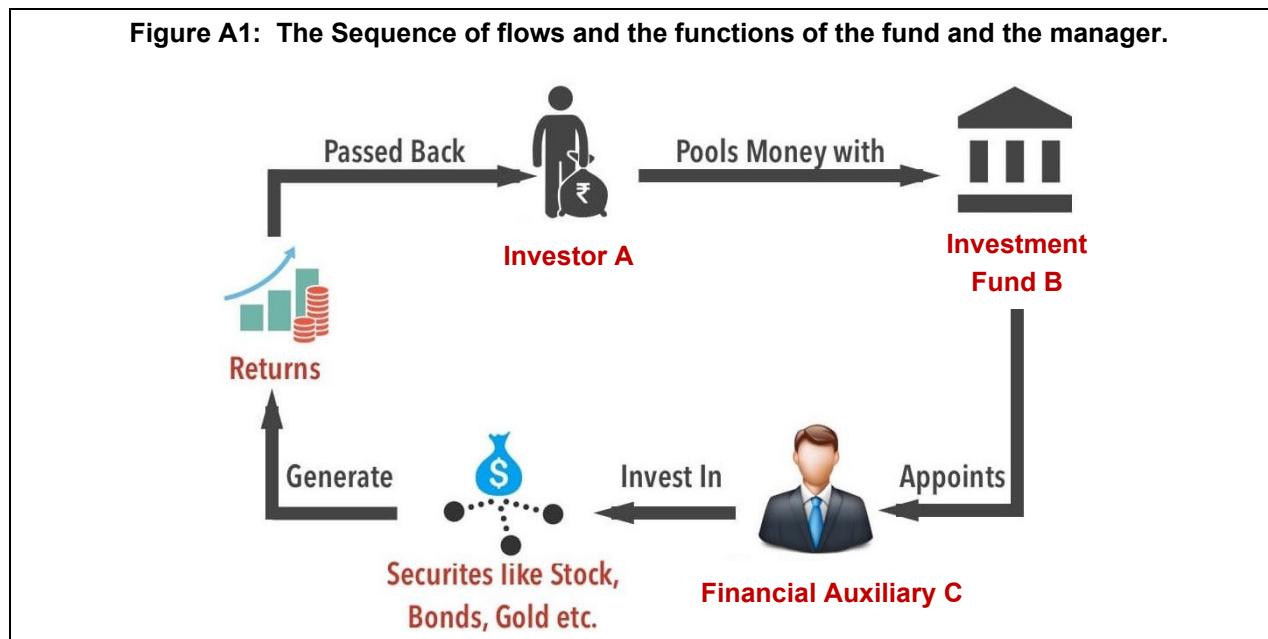 Figure A1: The Sequence of flows and the functions of the fund and the manager.
Passed Back
Pools Money with
₹
Investor A
Investment
Fund B
Returns
Generate
$
Invest In
Appoints
Securites like Stock,
Bonds, Gold etc.
Financial Auxiliary C